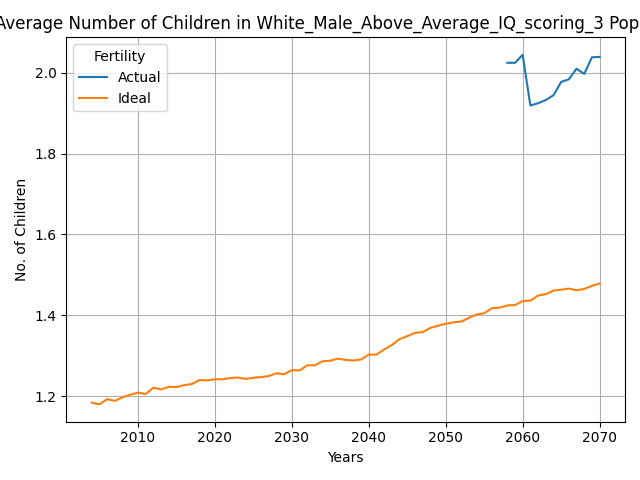 Average Number of Children in White_Male_Above_Average_IQ_scoring_3 Pop
Fertility
Actual
Ideal
2.0
1.8
1.6
1.4
1.2
No. of Children
2010 2020 2030 2040 2050 2060 2070
Years